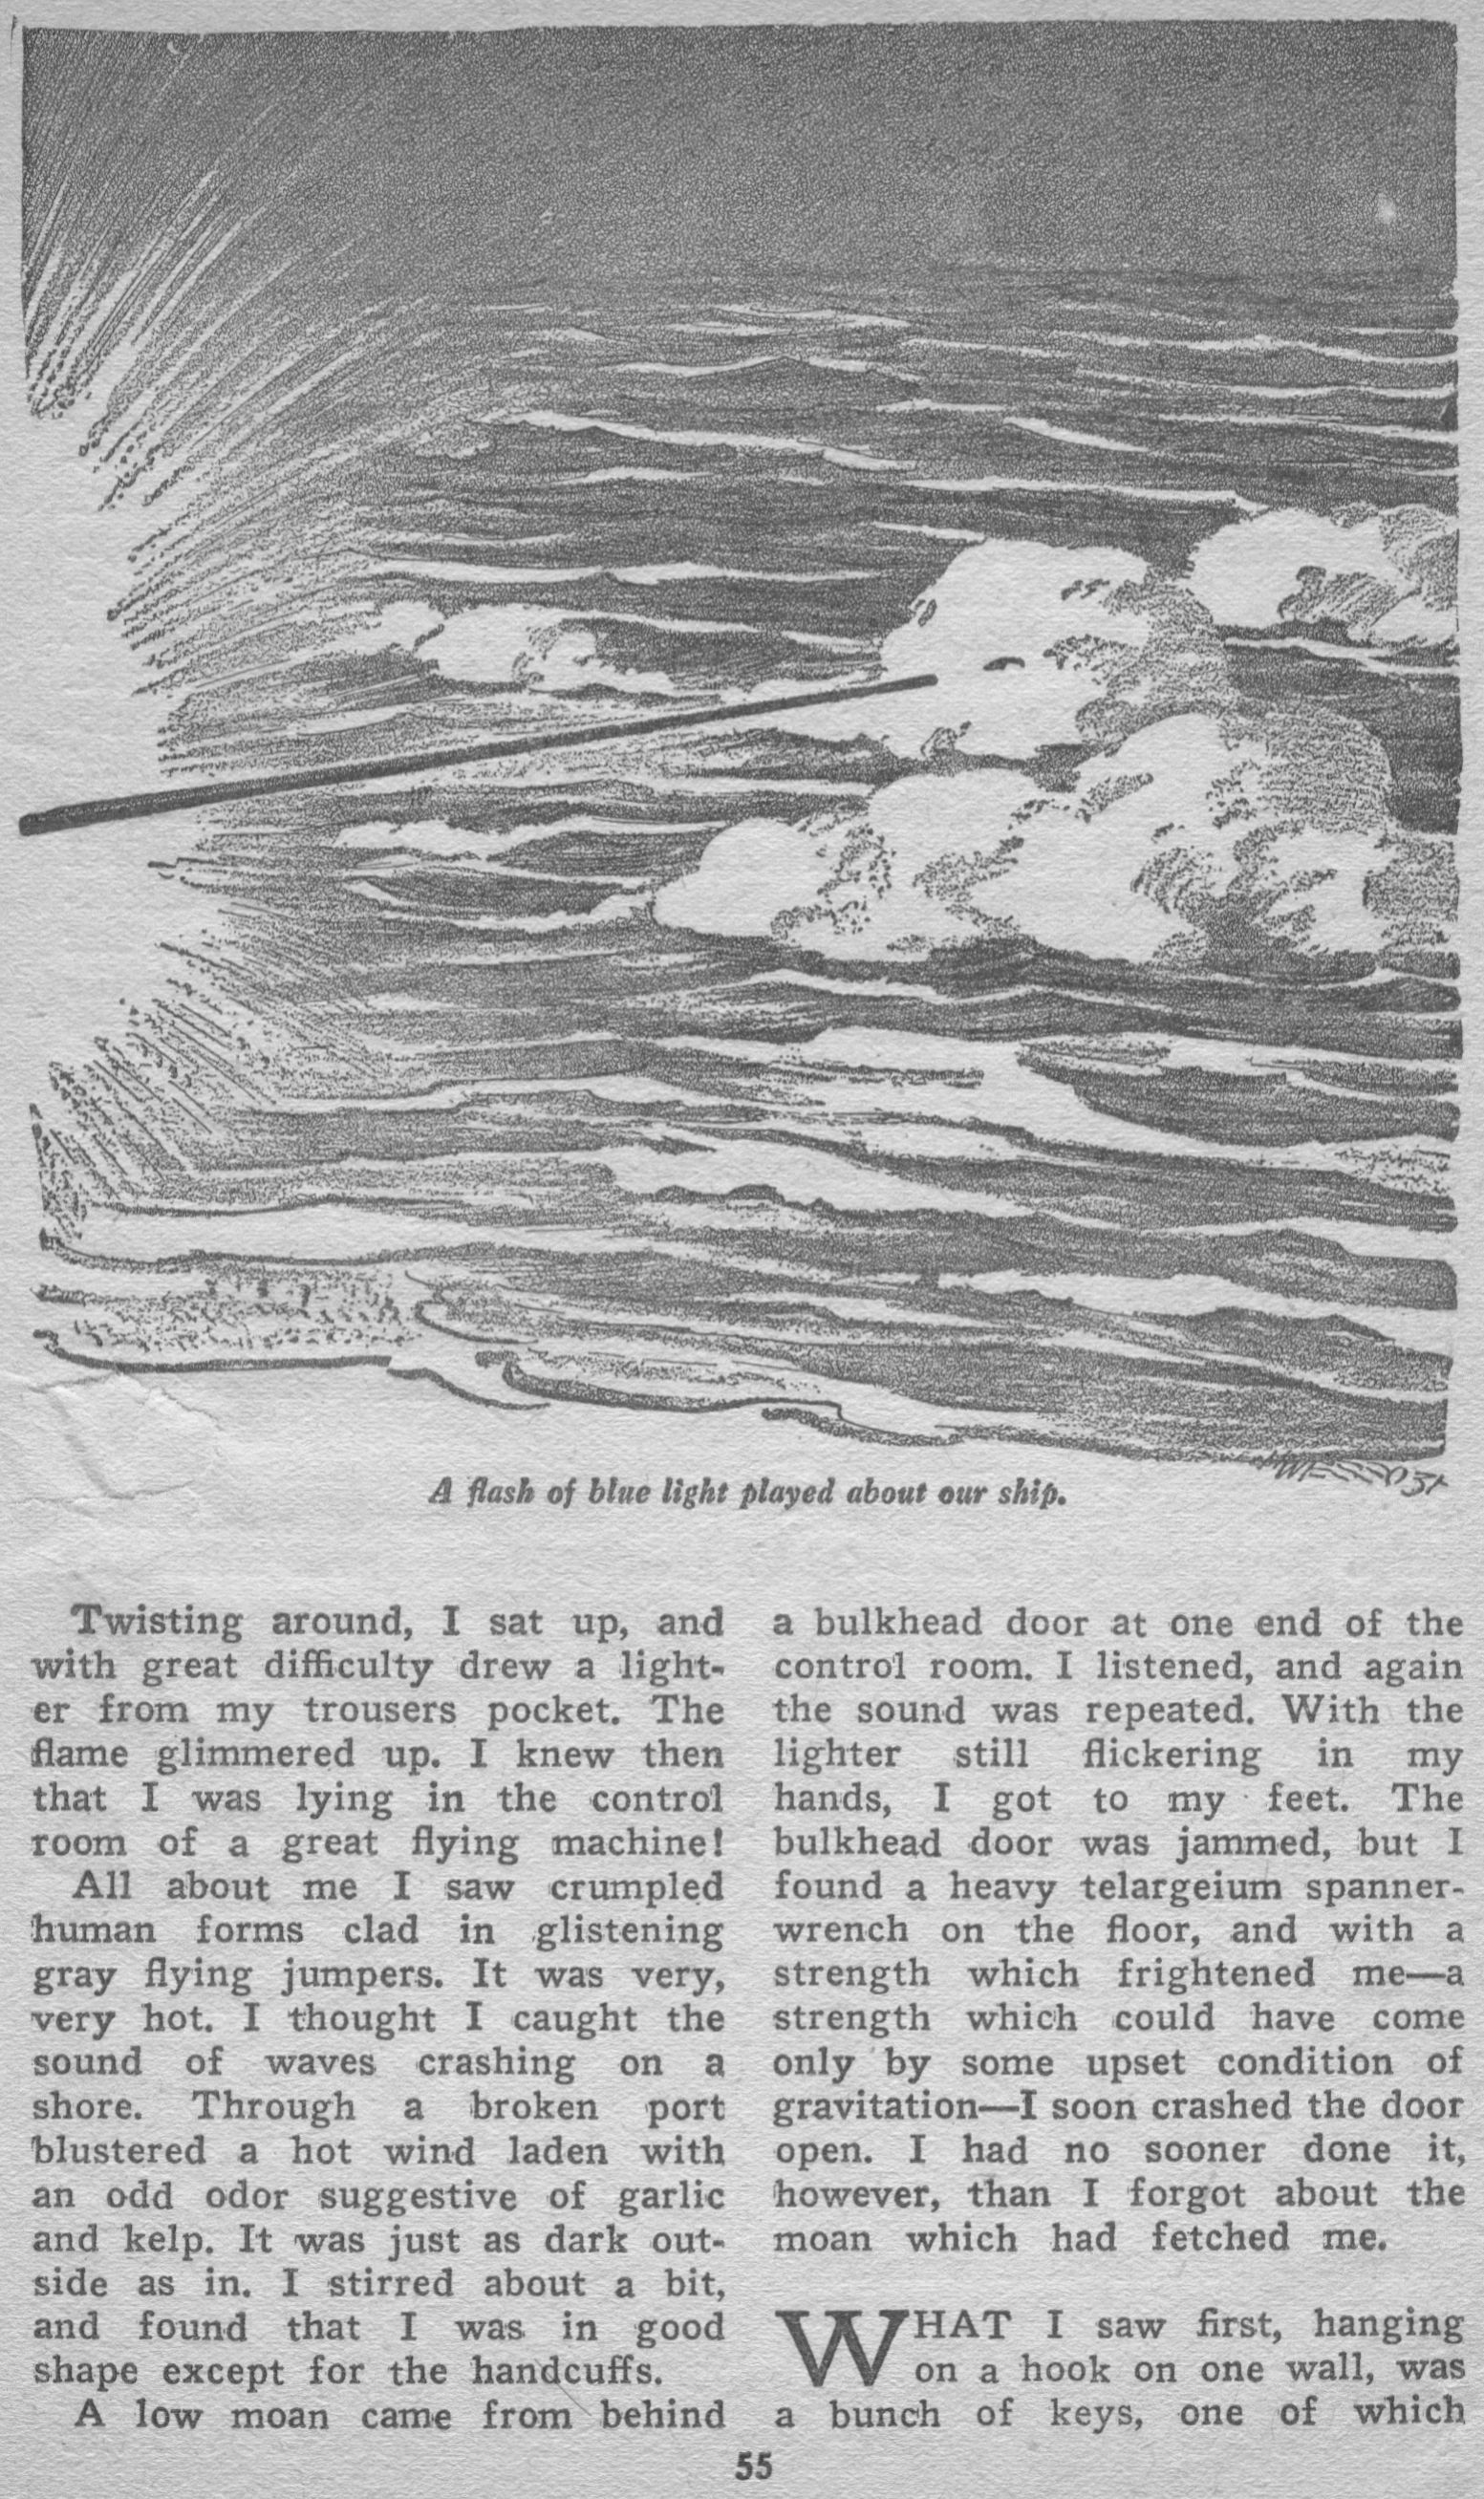 WESSO 31
A flash of blue light played about our ship.
Twisting around, I sat up, and
with great difficulty drew a light-
er from my trousers pocket. The
flame glimmered up. I knew then
that I was lying in the control
room of a great flying machine!
All about me I saw crumpled
human forms clad in glistening
gray flying jumpers. It was very,
very hot. I thought I caught the
sound of waves crashing on a
shore. Through a broken port
blustered a hot wind laden with
an odd odor suggestive of garlic
and kelp. It was just as dark out-
side as in. I stirred about a bit,
and found that I was in good
shape except for the handcuffs.
A low moan came from behind
a bulkhead door at one end of the
control room. I listened, and again
the sound was repeated. With the
lighter still flickering in my
hands, I got to my feet. The
bulkhead door was jammed, but I
found a heavy telargeium spanner-
wrench on the floor, and with a
strength which frightened me—a
strength which could have come
only by some upset condition of
gravitation—I soon crashed the door
open. I had no sooner done it,
however, than I forgot about the
moan which had fetched me.
WHAT I saw first, hanging
on a hook on one wall, was
a bunch of keys, one of which
55